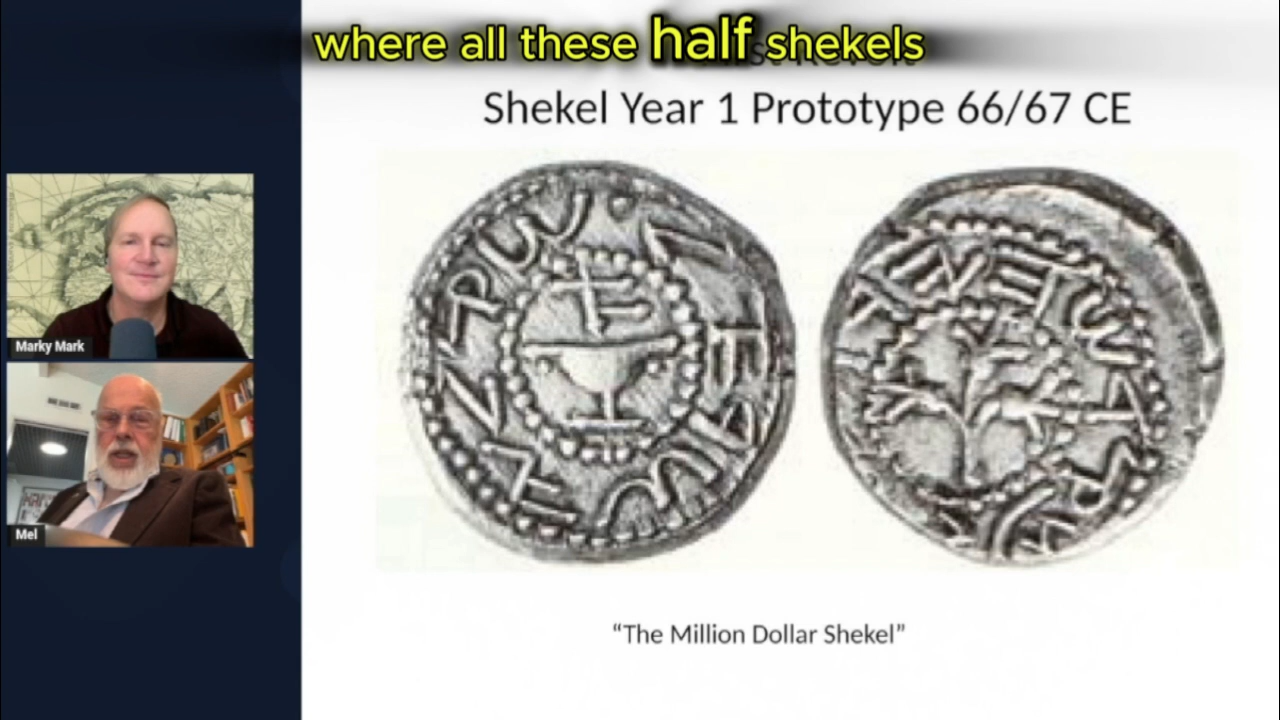 where all these half shekels
Shekel Year 1 Prototype 66/67 CE
Marky Mark
Mel
“The Million Dollar Shekel”